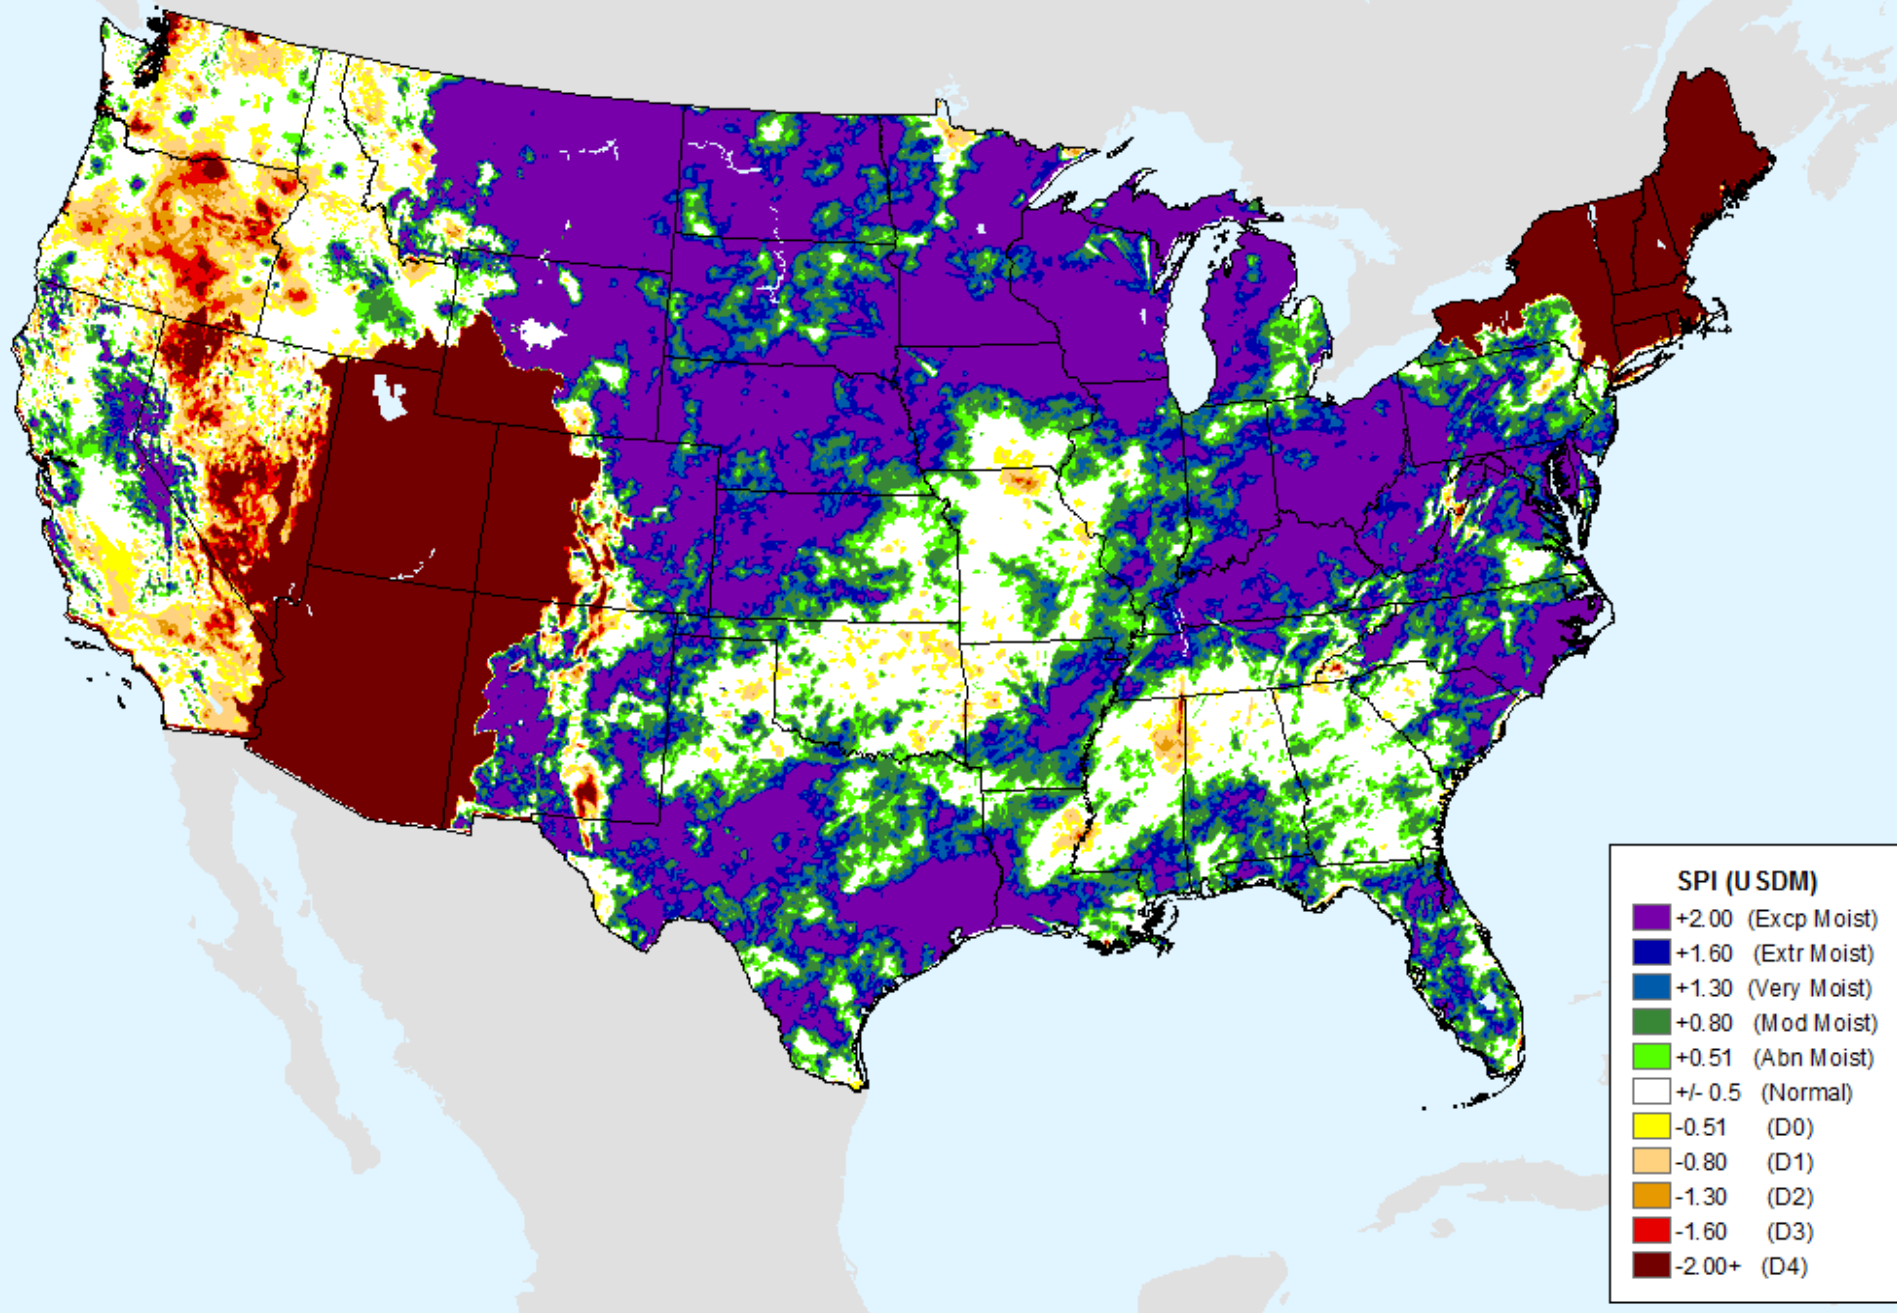 SPI (USDM)
+2.00 (Excp Moist)
+1.60 (Extr Moist)
+1.30 (Very Moist)
+0.80 (Mod Moist)
+0.51 (Abn Moist)
+/- 0.5 (Normal)
-0.51 (D0)
-0.80 (D1)
-1.30 (D2)
-1.60 (D3)
-2.00+ (D4)